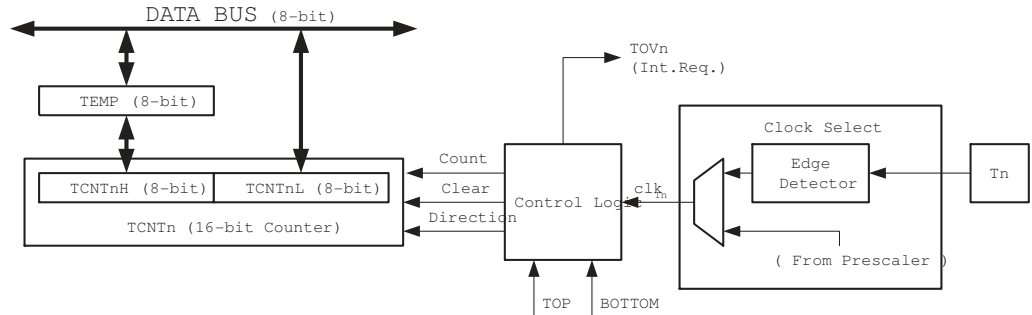 DATA BUS (8-bit)
TOVn
(Int.Req.)
TEMP (8-bit)
Clock Select
Count
Edge
Detector
Tn
TCNTnH (8-bit)
TCNTnL (8-bit)
Clear
Control Logic
clkTn
TCNTn (16-bit Counter)
Direction
( From Prescaler )
TOP
BOTTOM